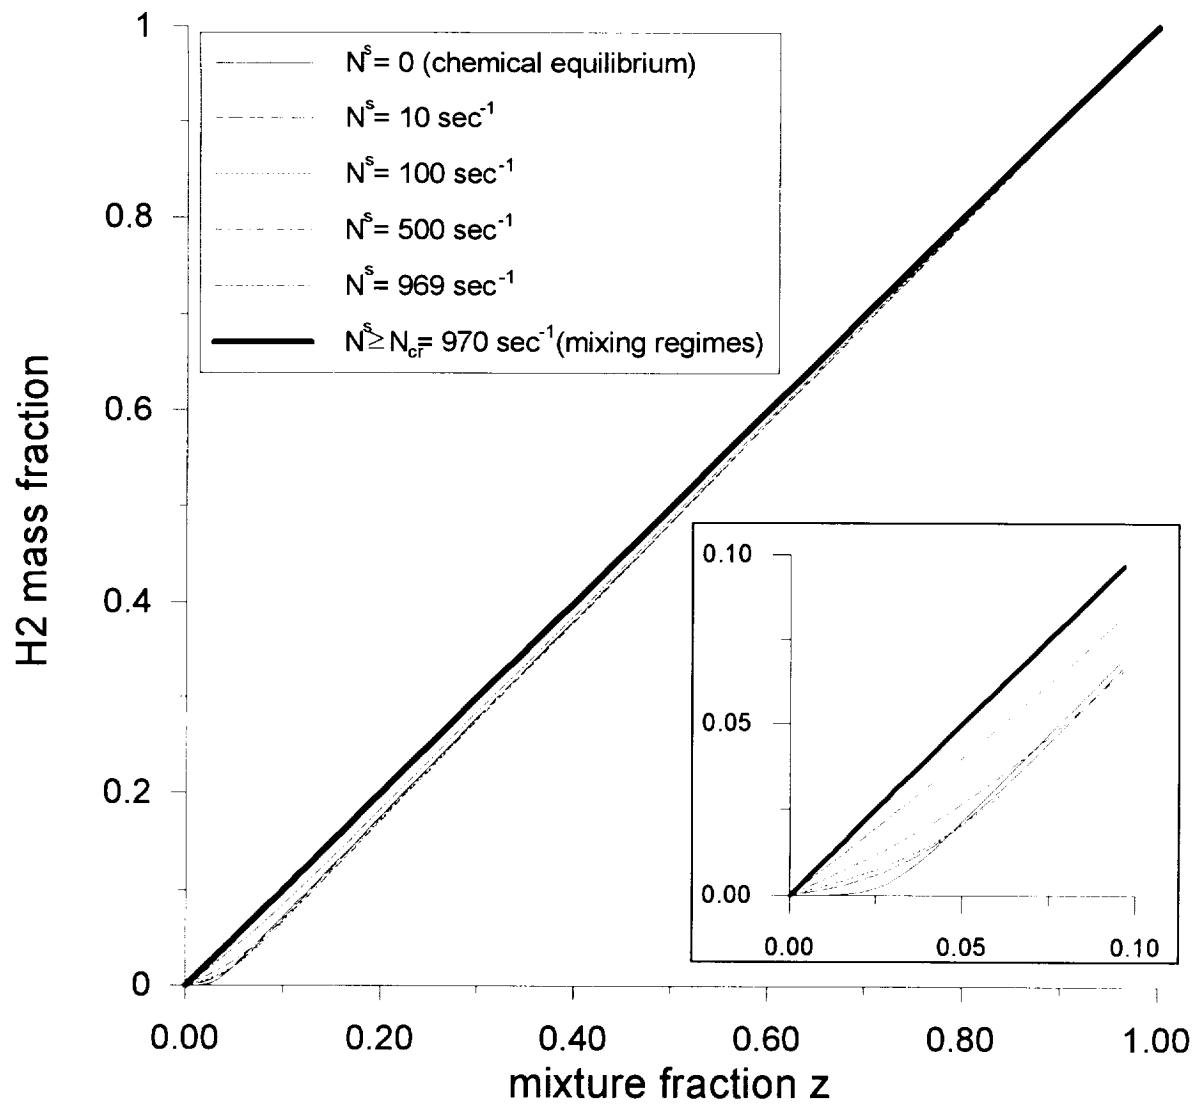 1
N^s= 0 (chemical equilibrium)
N^s= 10 sec^-1
N^s= 100 sec^-1
0.8
N^s= 500 sec^-1
N^s= 969 sec^-1
N^s≥ N_cr= 970 sec^-1(mixing regimes)
H2 mass fraction
0.6
0.4
0.2
0
0.10
0.05
0.00
0.00 0.05 0.10
0.00 0.20 0.40 0.60 0.80 1.00
mixture fraction z